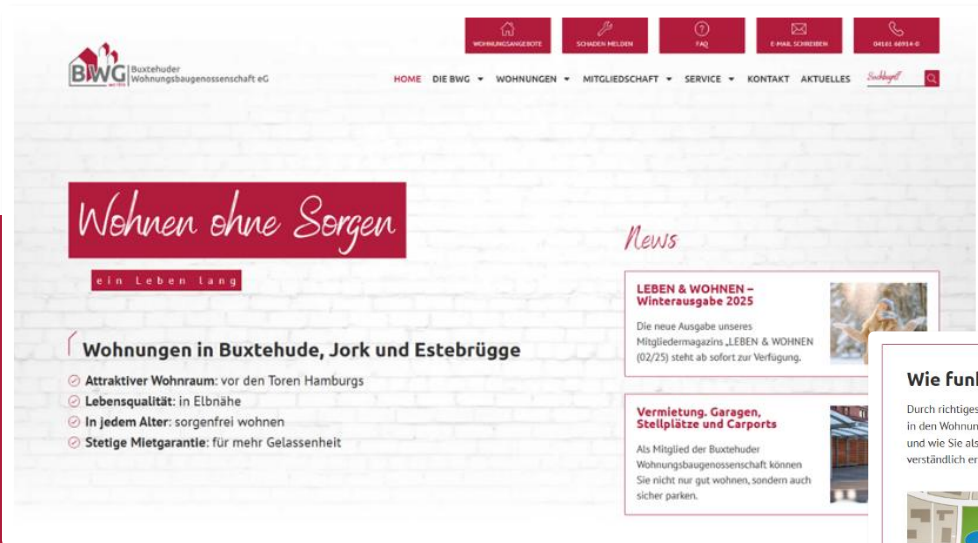 WOHNUNGSANGEBOTE
SCHADEN MELDEN
FAQ
E-MAIL SCHREIBEN
04161 60914-0
BWG
Buxtehuder
Wohnungsbaugenossenschaft eG
HOME DIE BWG WOHNUNGEN MITGLIEDSCHAFT SERVICE KONTAKT AKTUELLES
Suchbegriff
Wohnen ohne Sorgen
ein Leben lang
Wohnungen in Buxtehude, Jork und Estebrügge
Attraktiver Wohnraum: vor den Toren Hamburgs
Lebensqualität: in Elbnähe
In jedem Alter: sorgenfrei wohnen
Stetige Mietgarantie: für mehr Gelassenheit
News
LEBEN & WOHNEN –
Winterausgabe 2025
Die neue Ausgabe unseres
Mitgliedermagazins „LEBEN & WOHNEN
(02/25) steht ab sofort zur Verfügung.
Vermietung. Garagen,
Stellplätze und Carports
Als Mitglied der Buxtehuder
Wohnungsbaugenossenschaft können
Sie nicht nur gut wohnen, sondern auch
sicher parken.
Wie
Durch richtiges
in den
und wie Sie als
verständlich